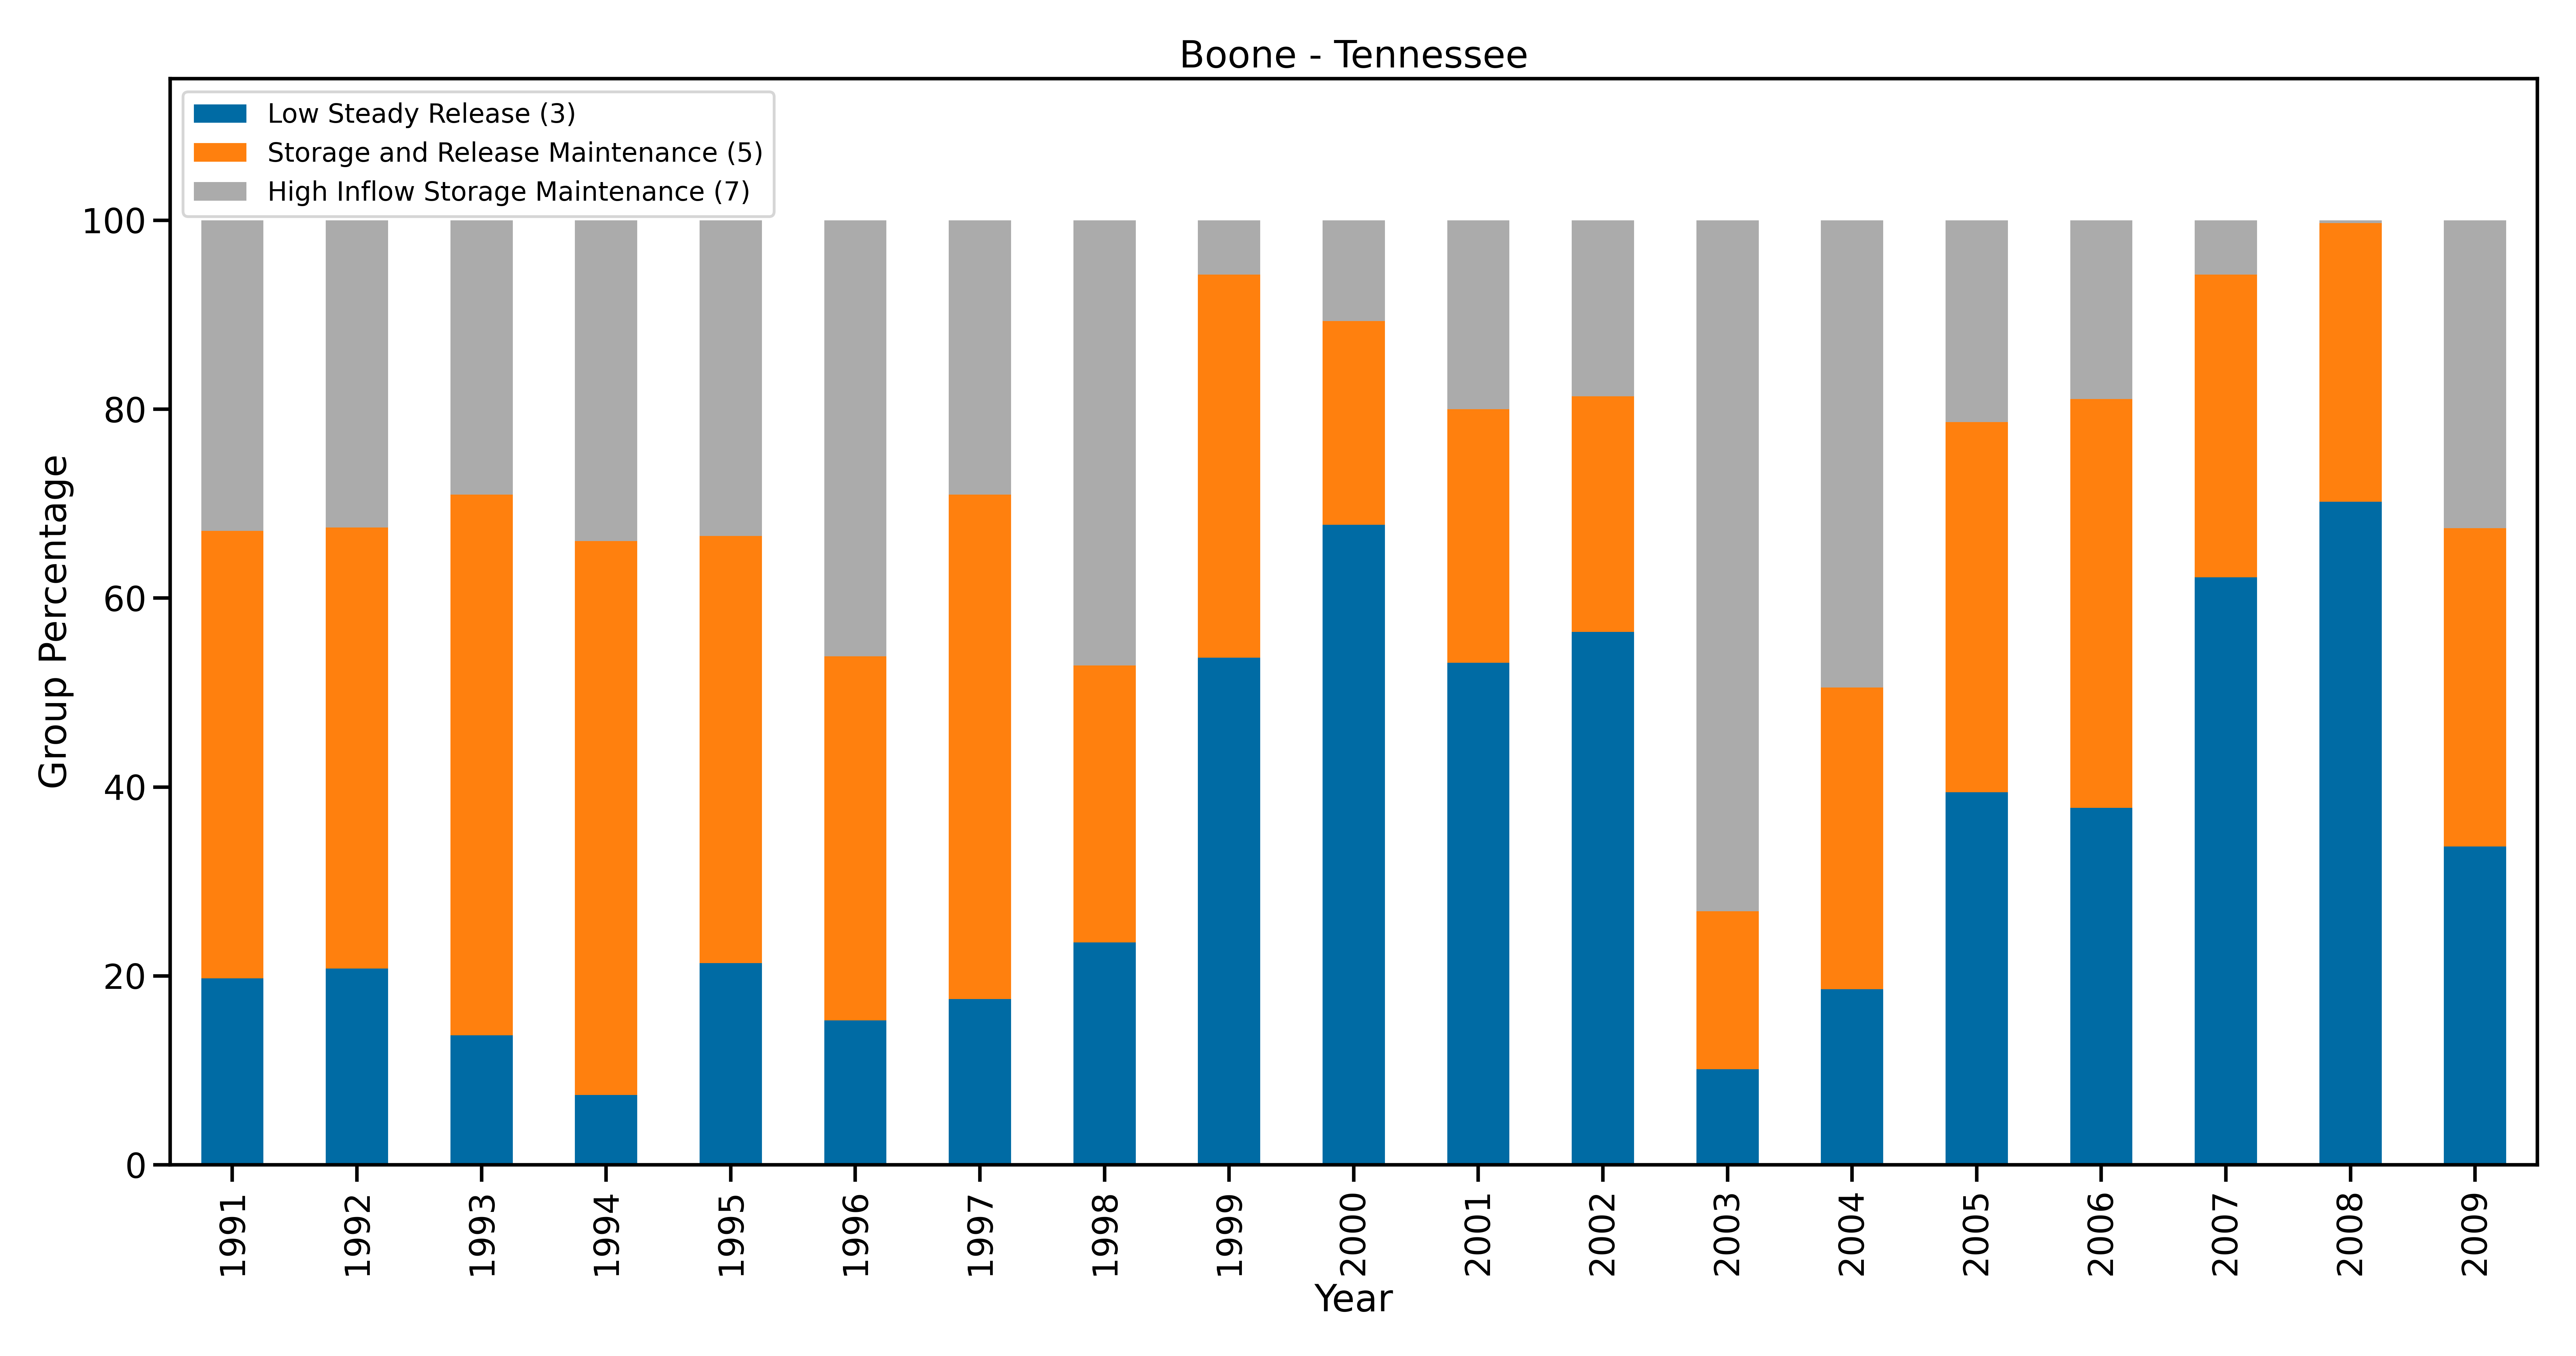 Boone - Tennessee
Low Steady Release (3)
Storage and Release Maintenance (5)
High Inflow Storage Maintenance (7)
100
80
60
40
20
0
Group Percentage
1991 1992 1993 1994 1995 1996 1997 1998 1999 2000 2001 2002 2003 2004 2005 2006 2007 2008 2009
Year